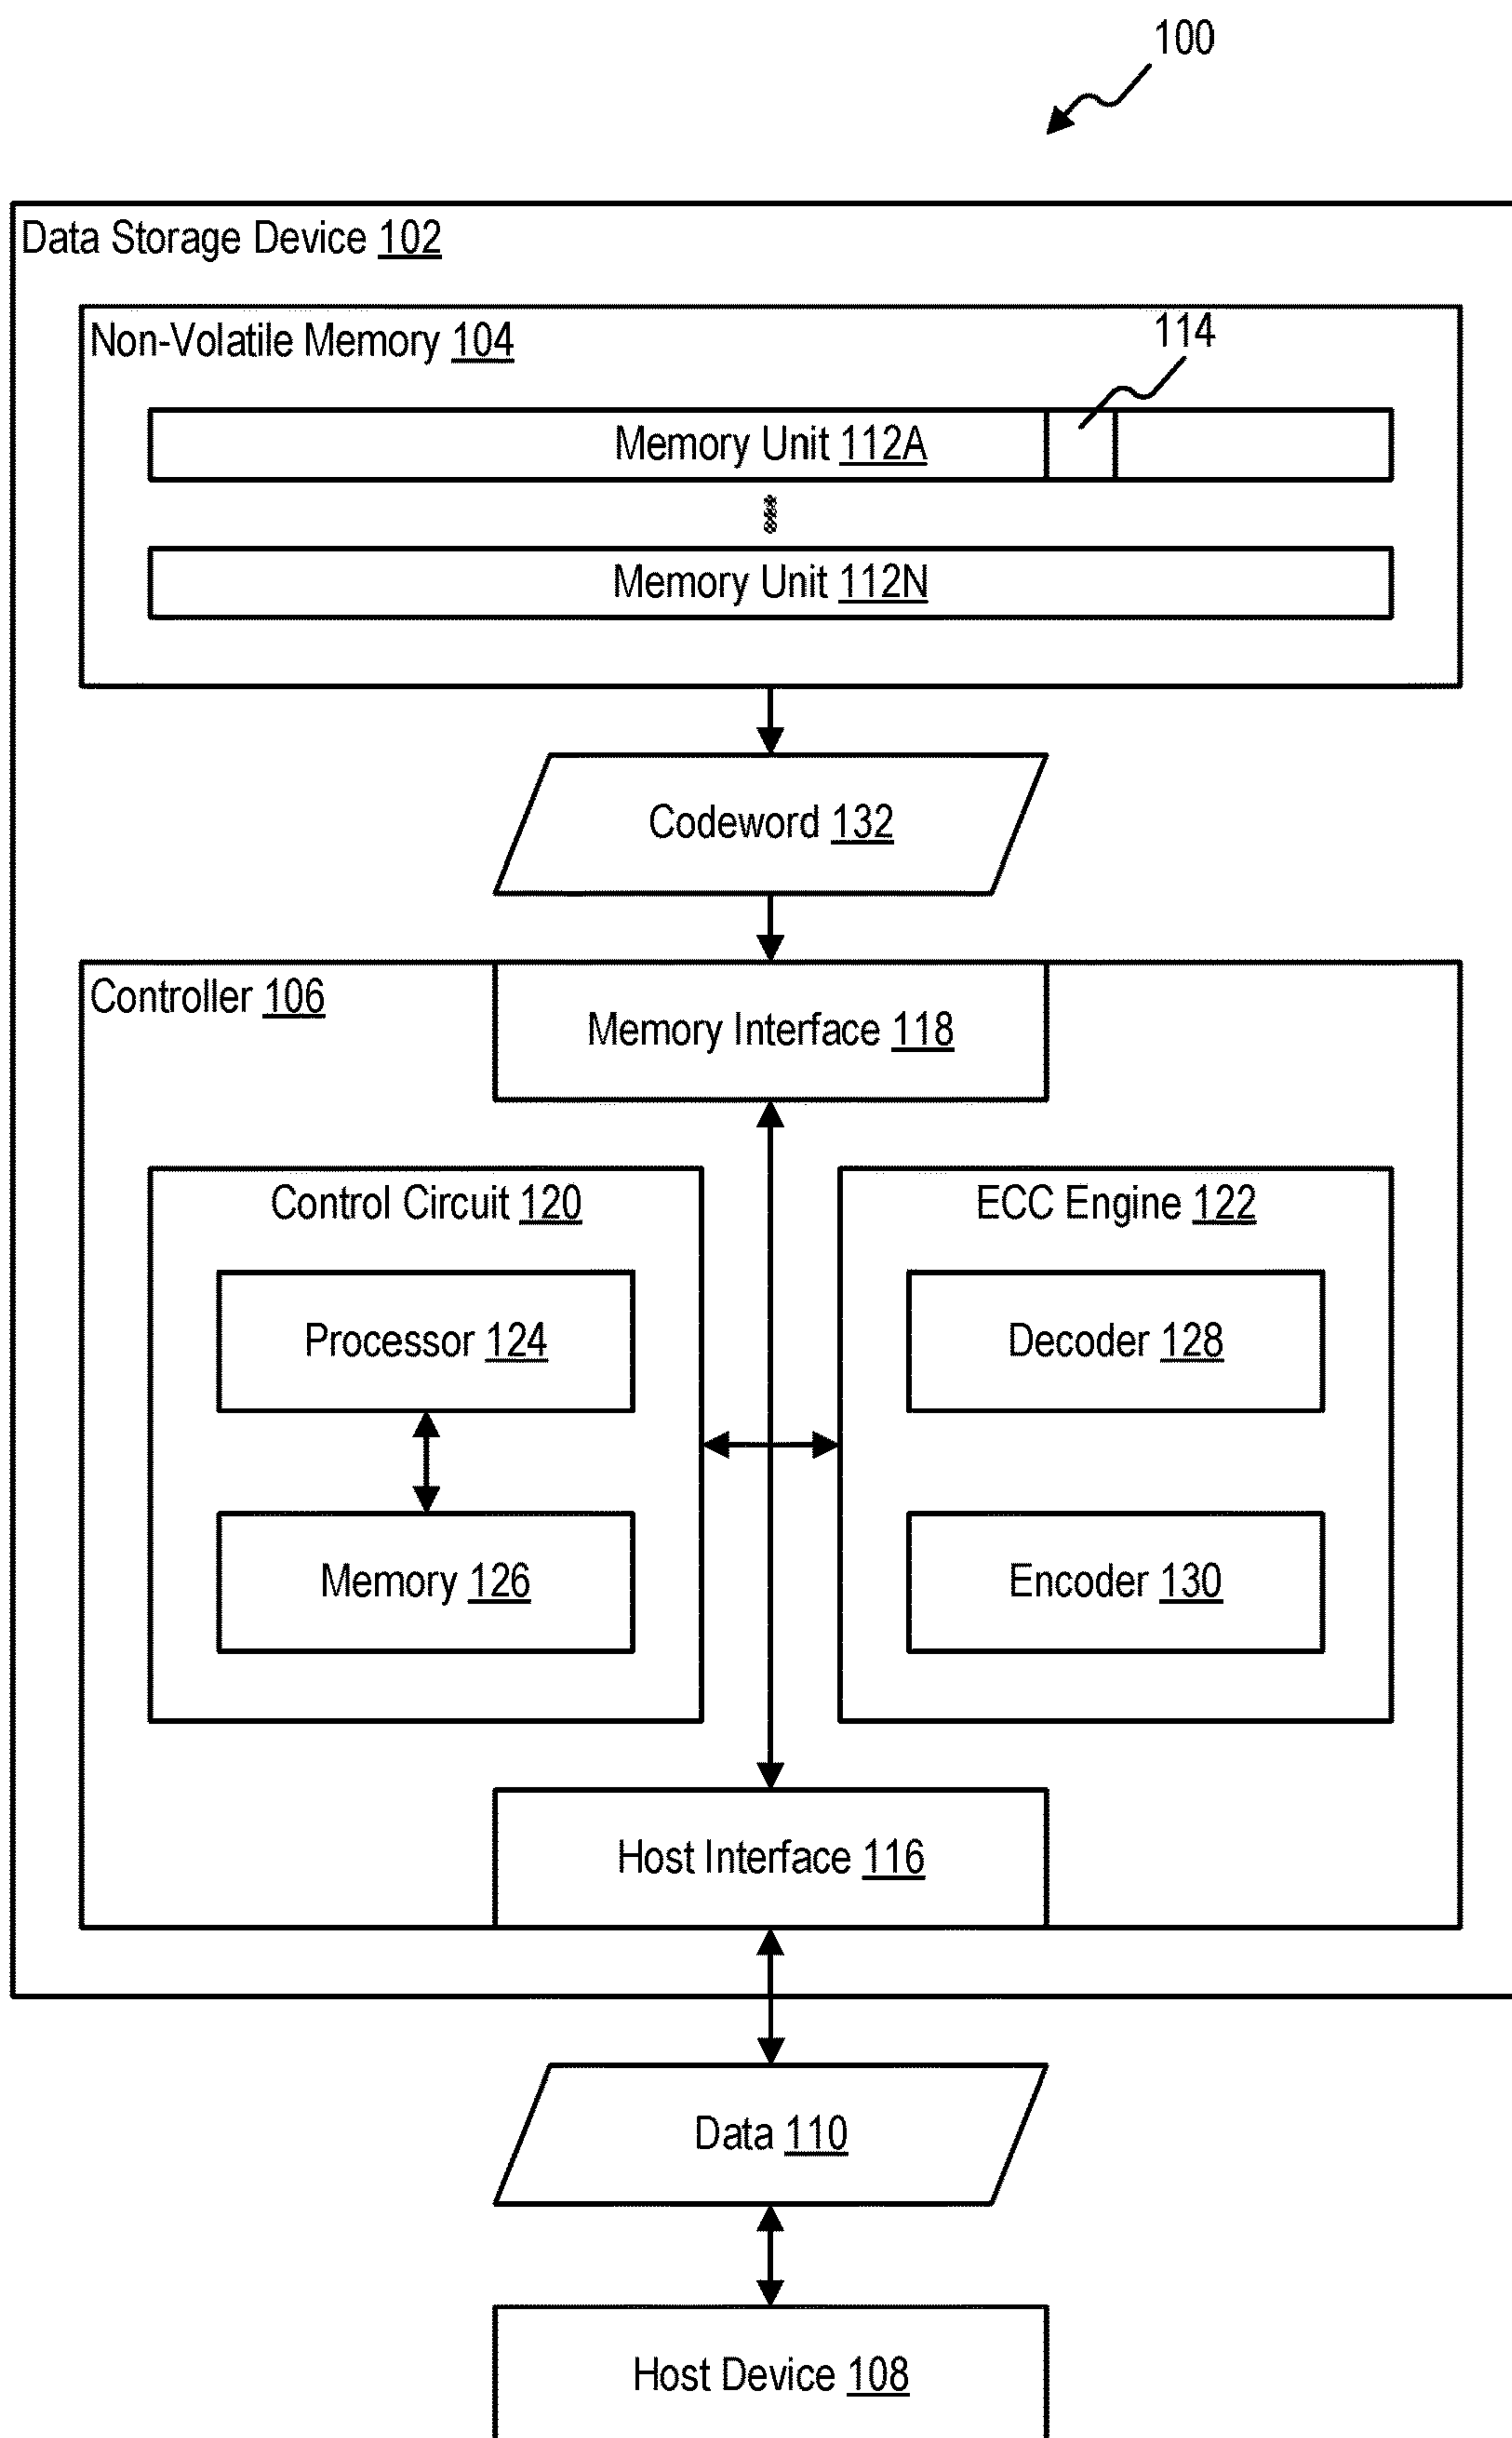 100
Data Storage Device 102
Non-Volatile Memory 104
114
Memory Unit 112A
Memory Unit 112N
Codeword 132
Controller 106
Memory Interface 118
Control Circuit 120
ECC Engine 122
Processor 124
Decoder 128
Memory 126
Encoder 130
Host Interface 116
Data 110
Host Device 108